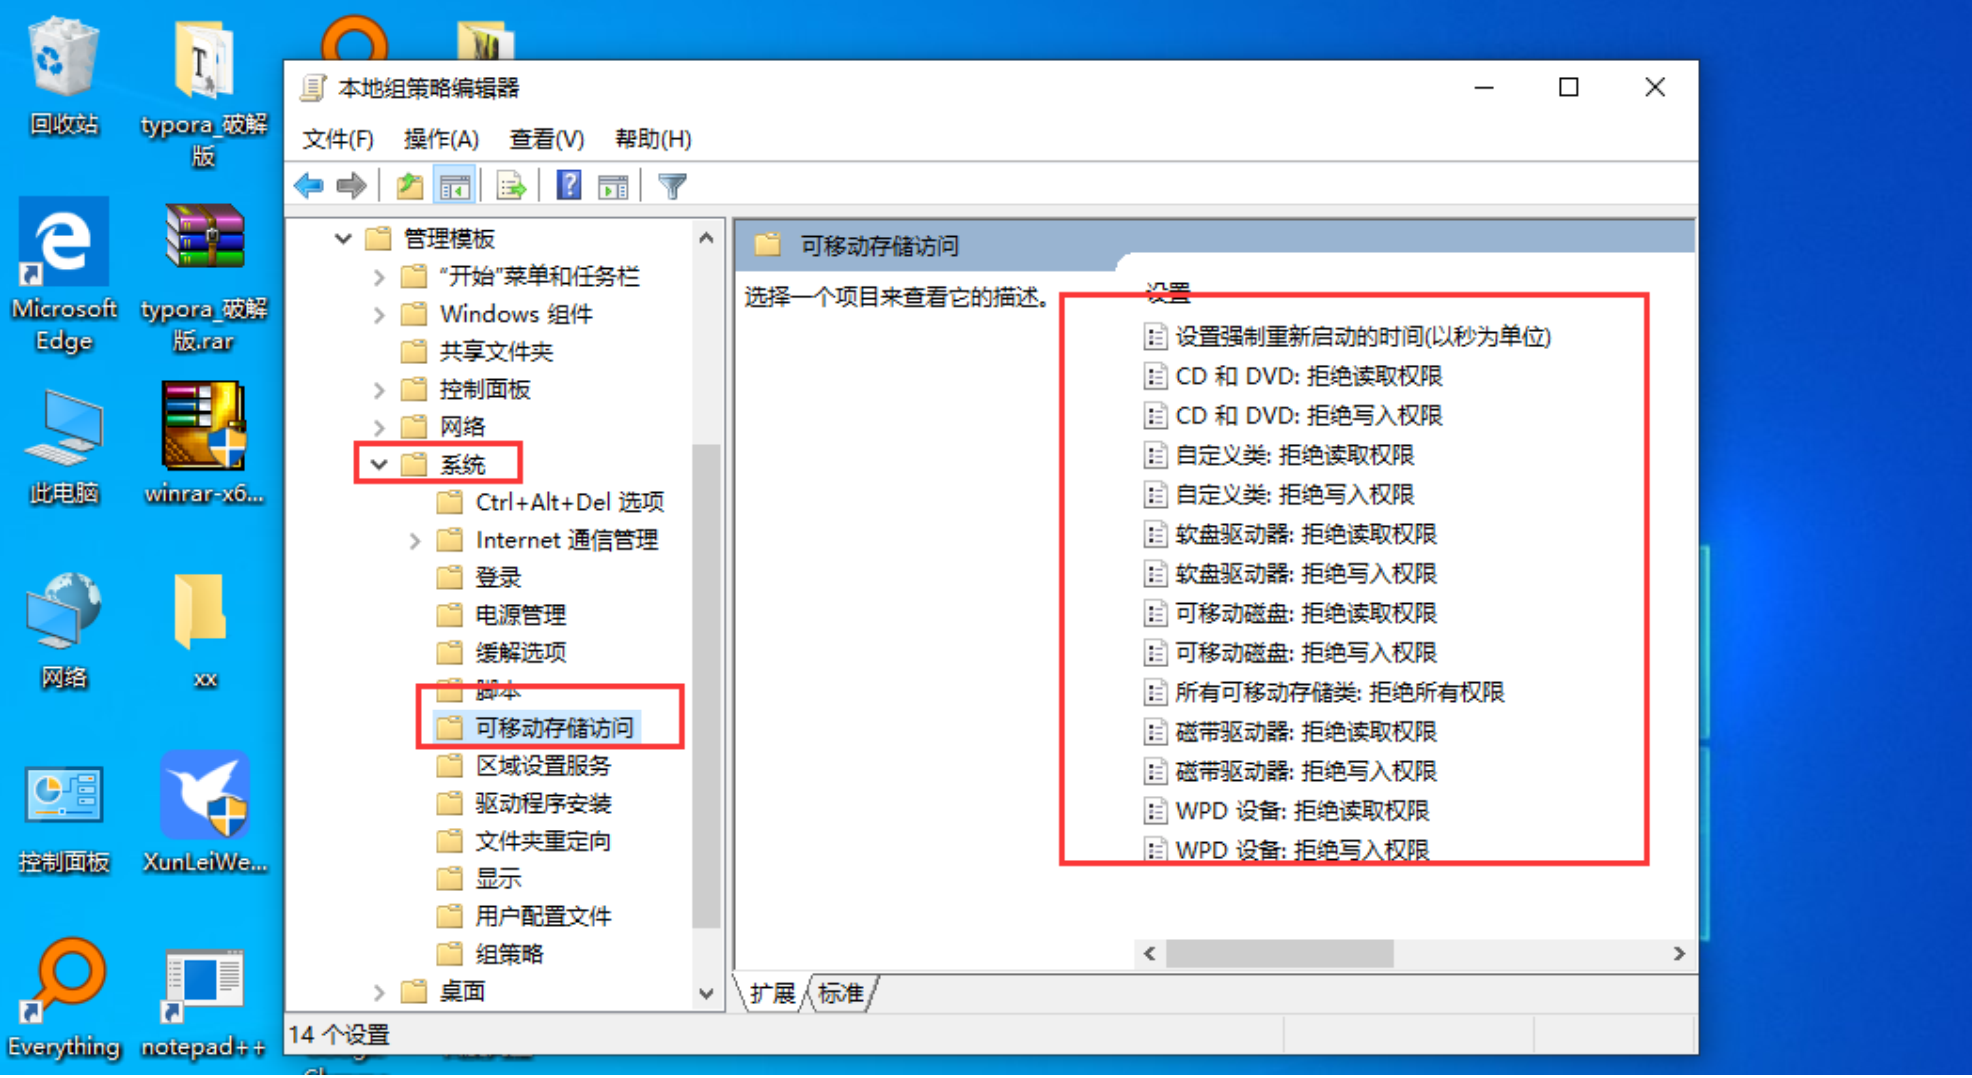 回收站
typora_破解
版
Microsoft
Edge
typora_破解
版.rar
此电脑
winrar-x6...
网络
xx
控制面板
XunLeiWe...
Everything
notepad++
本地组策略编辑器
文件(F) 操作(A) 查看(V) 帮助(H)
管理模板
“开始”菜单和任务栏
Windows 组件
共享文件夹
控制面板
网络
系统
Ctrl+Alt+Del 选项
Internet 通信管理
登录
电源管理
缓解选项
脚本
可移动存储访问
区域设置服务
驱动程序安装
文件夹重定向
显示
用户配置文件
组策略
桌面
可移动存储访问
选择一个项目来查看它的描述。
设置
设置强制重新启动的时间(以秒为单位)
CD 和 DVD: 拒绝读取权限
CD 和 DVD: 拒绝写入权限
自定义类: 拒绝读取权限
自定义类: 拒绝写入权限
软盘驱动器: 拒绝读取权限
软盘驱动器: 拒绝写入权限
可移动磁盘: 拒绝读取权限
可移动磁盘: 拒绝写入权限
所有可移动存储类: 拒绝所有权限
磁带驱动器: 拒绝读取权限
磁带驱动器: 拒绝写入权限
WPD 设备: 拒绝读取权限
WPD 设备: 拒绝写入权限
扩展 标准
14 个设置